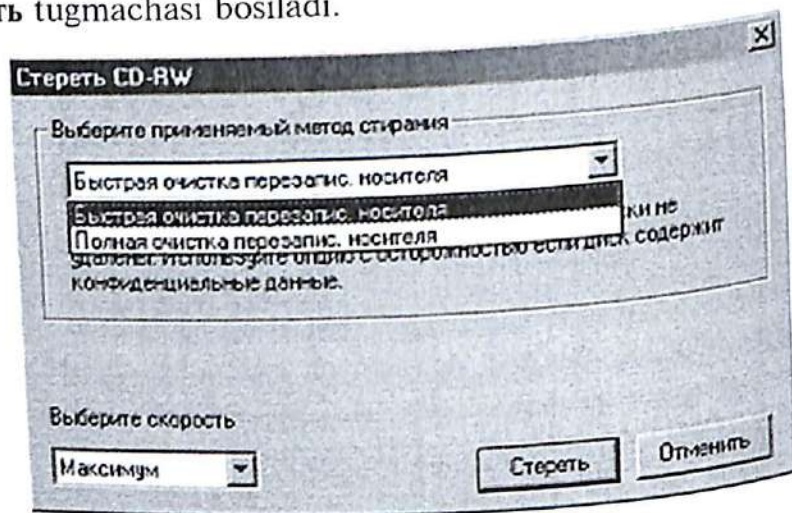 ть tugmachasi bosiladi.
Стереть CD-RW
Выберите применяемый метод стирания
Быстрая очистка перезапис. носителя
Быстрая очистка перезапис. носителя
ки не
Полная очистка перезапис. носителя
используйте опцию с осторожностью если диск содержит
конфиденциальные данные.
Выберите скорость
Максимум
Стереть
Отменить